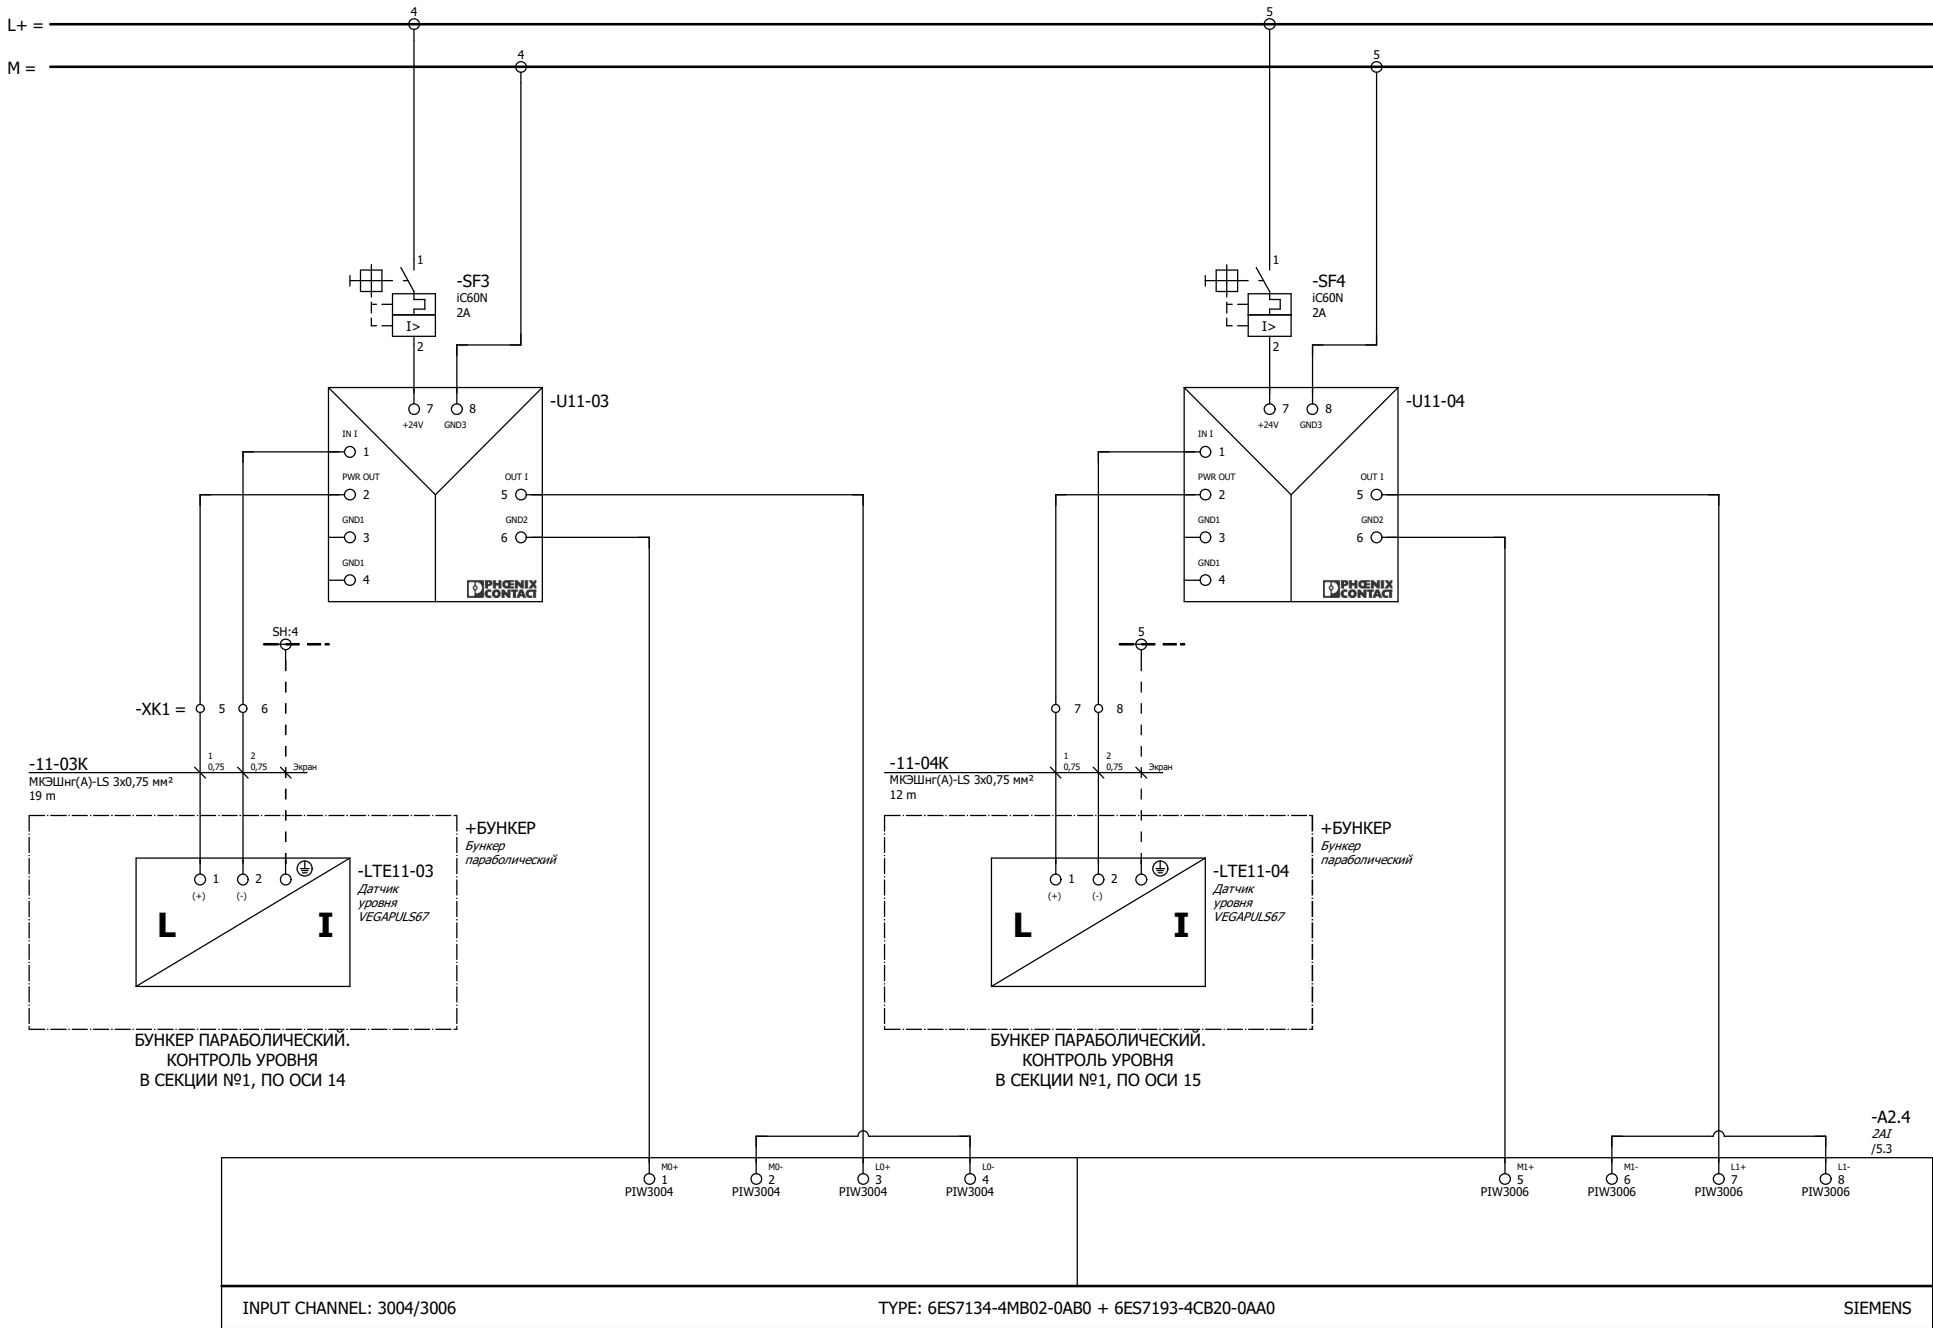 L+ =
4
5
M =
4
5
1
-SF3
iC60N
2A
I>
2
1
-SF4
iC60N
2A
I>
2
-U11-03
7
8
+24V
GND3
IN I
1
PWR OUT
2
GND1
3
GND1
4
OUT I
5
GND2
6
PHŒNIX
CONTACT
-U11-04
7
8
+24V
GND3
IN I
1
PWR OUT
2
GND1
3
GND1
4
OUT I
5
GND2
6
PHŒNIX
CONTACT
SH:4
5
-XK1 =
5
6
7
8
-11-03K
МКЭШнг(А)-LS 3x0,75 мм²
19 m
1
0,75
2
0,75
Экран
-11-04K
МКЭШнг(А)-LS 3x0,75 мм²
12 m
1
0,75
2
0,75
Экран
+БУНКЕР
Бункер
параболический
-LTE11-03
Датчик
уровня
VEGAPULS67
1
2
(+)
(-)
L
I
БУНКЕР ПАРАБОЛИЧЕСКИЙ.
КОНТРОЛЬ УРОВНЯ
В СЕКЦИИ №1, ПО ОСИ 14
+БУНКЕР
Бункер
параболический
-LTE11-04
Датчик
уровня
VEGAPULS67
1
2
(+)
(-)
L
I
БУНКЕР ПАРАБОЛИЧЕСКИЙ.
КОНТРОЛЬ УРОВНЯ
В СЕКЦИИ №1, ПО ОСИ 15
-A2.4
2AI
/5.3
M0+
1
PIW3004
M0-
2
PIW3004
L0+
3
PIW3004
L0-
4
PIW3004
M1+
5
PIW3006
M1-
6
PIW3006
L1+
7
PIW3006
L1-
8
PIW3006
INPUT CHANNEL: 3004/3006
TYPE: 6ES7134-4MB02-0AB0 + 6ES7193-4CB20-0AA0
SIEMENS